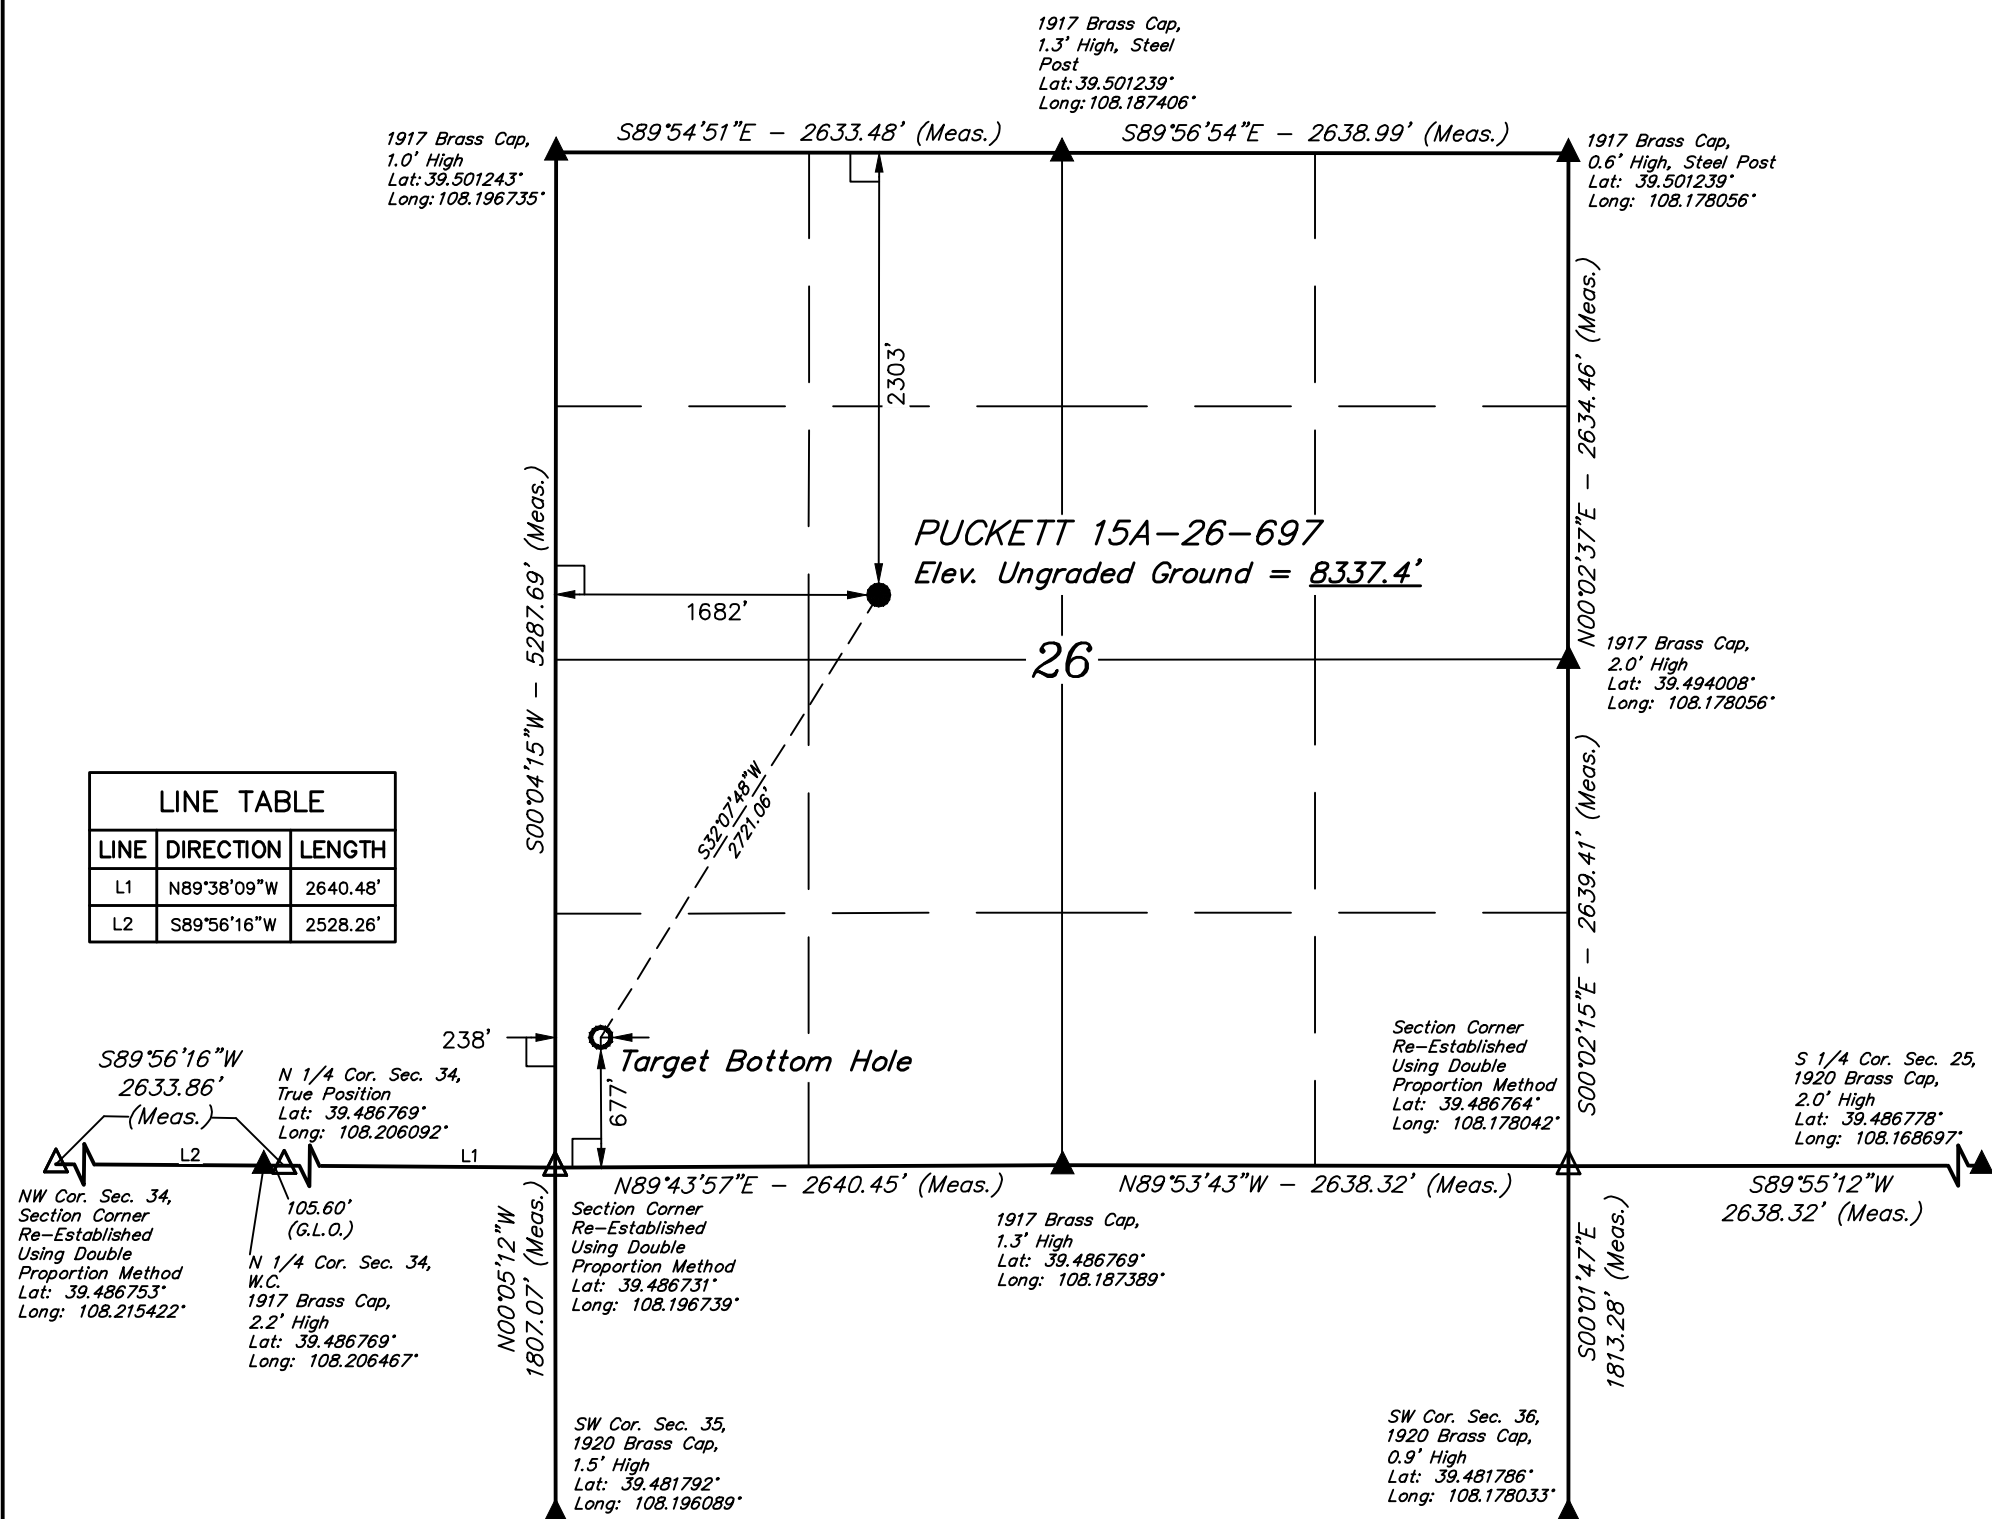 1917 Brass Cap,
1.3' High, Steel
Post
Lat: 39.501239°
Long: 108.187406°
S89°54'51"E - 2633.48' (Meas.)
S89°56'54"E - 2638.99' (Meas.)
1917 Brass Cap,
1.0' High
Lat: 39.501243°
Long: 108.196735°
1917 Brass Cap,
0.6' High, Steel Post
Lat: 39.501239°
Long: 108.178056°
2303'
N00°02'37"E - 2634.46' (Meas.)
S00°04'15"W - 5287.69' (Meas.)
PUCKETT 15A-26-697
Elev. Ungraded Ground = 8337.4'
1682'
26
1917 Brass Cap,
2.0' High
Lat: 39.494008°
Long: 108.178056°
S32°07'48"W
2721.06'
S00°02'15"E - 2639.41' (Meas.)
LINE TABLE
LINE DIRECTION LENGTH
L1 N89°38'09"W 2640.48'
L2 S89°56'16"W 2528.26'
238'
Target Bottom Hole
677'
S89°56'16"W
2633.86'
(Meas.)
N 1/4 Cor. Sec. 34,
True Position
Lat: 39.486769°
Long: 108.206092°
Section Corner
Re-Established
Using Double
Proportion Method
Lat: 39.486764°
Long: 108.178042°
S 1/4 Cor. Sec. 25,
1920 Brass Cap,
2.0' High
Lat: 39.486778°
Long: 108.168697°
L2
L1
N89°43'57"E - 2640.45' (Meas.)
N89°53'43"W - 2638.32' (Meas.)
S89°55'12"W
2638.32' (Meas.)
NW Cor. Sec. 34,
Section Corner
Re-Established
Using Double
Proportion Method
Lat: 39.486753°
Long: 108.215422°
105.60'
(G.L.O.)
N 1/4 Cor. Sec. 34,
W.C.
1917 Brass Cap,
2.2' High
Lat: 39.486769°
Long: 108.206467°
N00°05'12"W
1807.07' (Meas.)
Section Corner
Re-Established
Using Double
Proportion Method
Lat: 39.486731°
Long: 108.196739°
1917 Brass Cap,
1.3' High
Lat: 39.486769°
Long: 108.187389°
S00°01'47"E
1813.28' (Meas.)
SW Cor. Sec. 35,
1920 Brass Cap,
1.5' High
Lat: 39.481792°
Long: 108.196089°
SW Cor. Sec. 36,
1920 Brass Cap,
0.9' High
Lat: 39.481786°
Long: 108.178033°